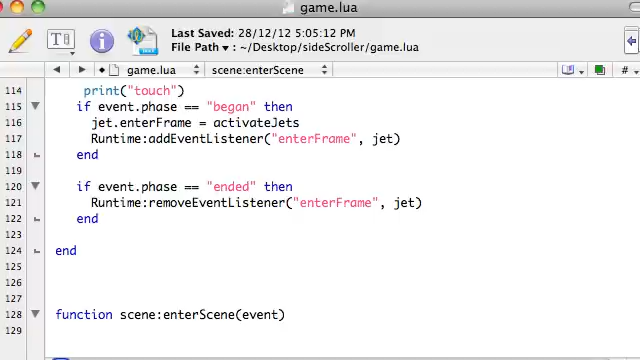 game.lua
Last Saved: 28/12/12 5:05:12 PM
File Path ▾ : ~/Desktop/sideScroller/game.lua
game.lua scene:enterScene #
114 print("touch")
115 if event.phase == "began" then
116 jet.enterFrame = activateJets
117 Runtime:addEventListener("enterFrame", jet)
118 end
119
120 if event.phase == "ended" then
121 Runtime:removeEventListener("enterFrame", jet)
122 end
123
124 end
125
126
127
128 function scene:enterScene(event)
129